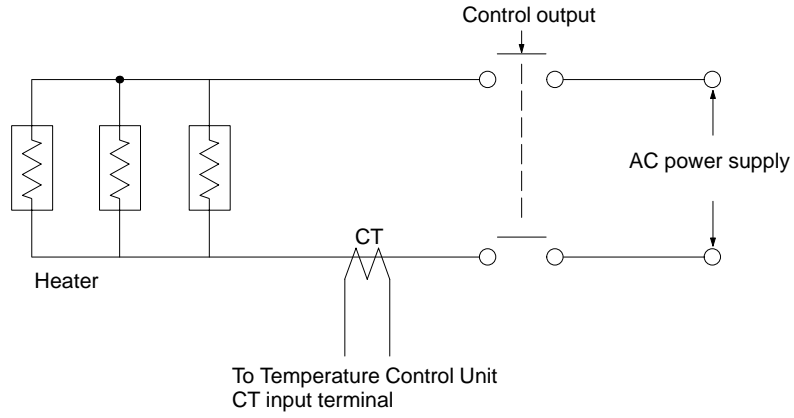 Control output
AC power supply
CT
Heater
To Temperature Control Unit
CT input terminal